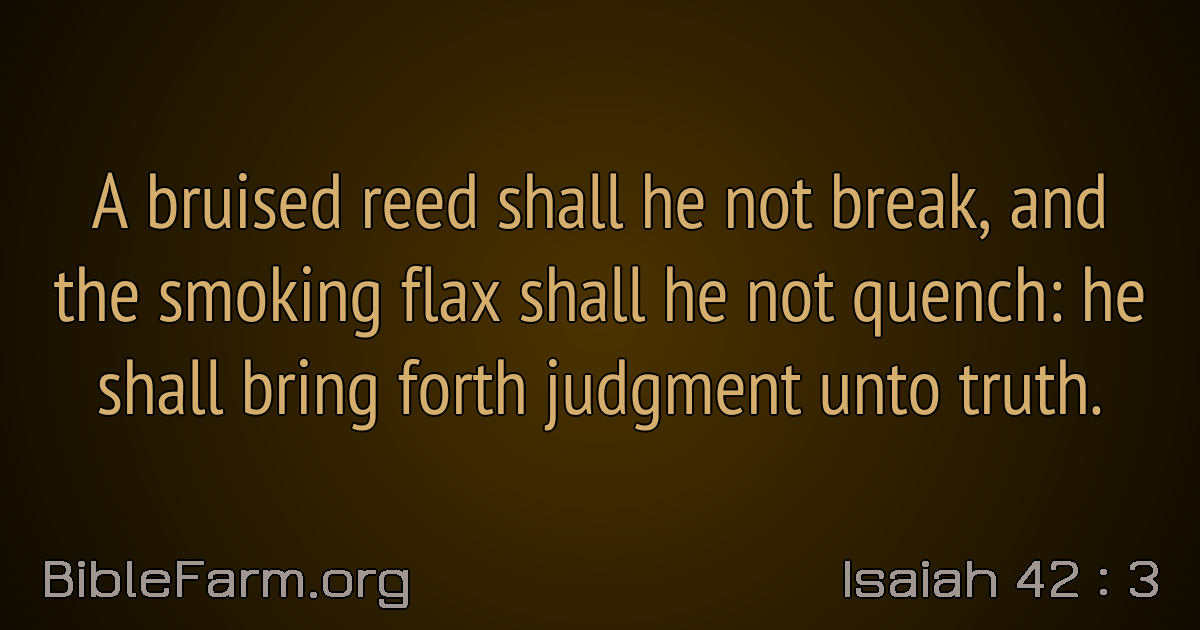 A bruised reed shall he not break, and
the smoking flax shall he not quench: he
shall bring forth judgment unto truth.
BibleFarm.org
Isaiah 42 : 3